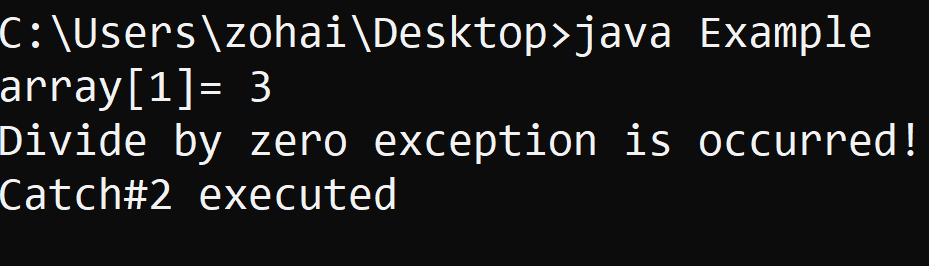 C:\Users\zohai\Desktop>java Example
array[1]= 3
Divide by zero exception is occurred!
Catch#2 executed